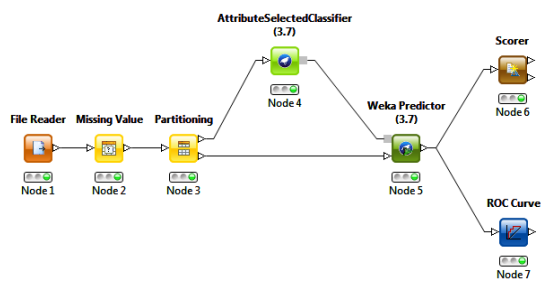 AttributeSelectedClassifier
(3.7)
Node 4
File Reader
Node 1
Missing Value
Node 2
Partitioning
Node 3
Weka Predictor
(3.7)
Node 5
Scorer
Node 6
ROC Curve
Node 7